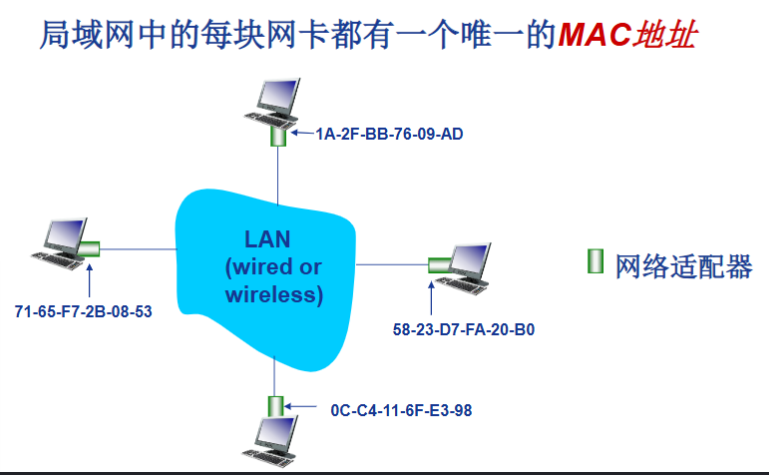 局域网中的每块网卡都有一个唯一的MAC地址
1A-2F-BB-76-09-AD
LAN
(wired or
wireless)
网络适配器
71-65-F7-2B-08-53
58-23-D7-FA-20-B0
0C-C4-11-6F-E3-98